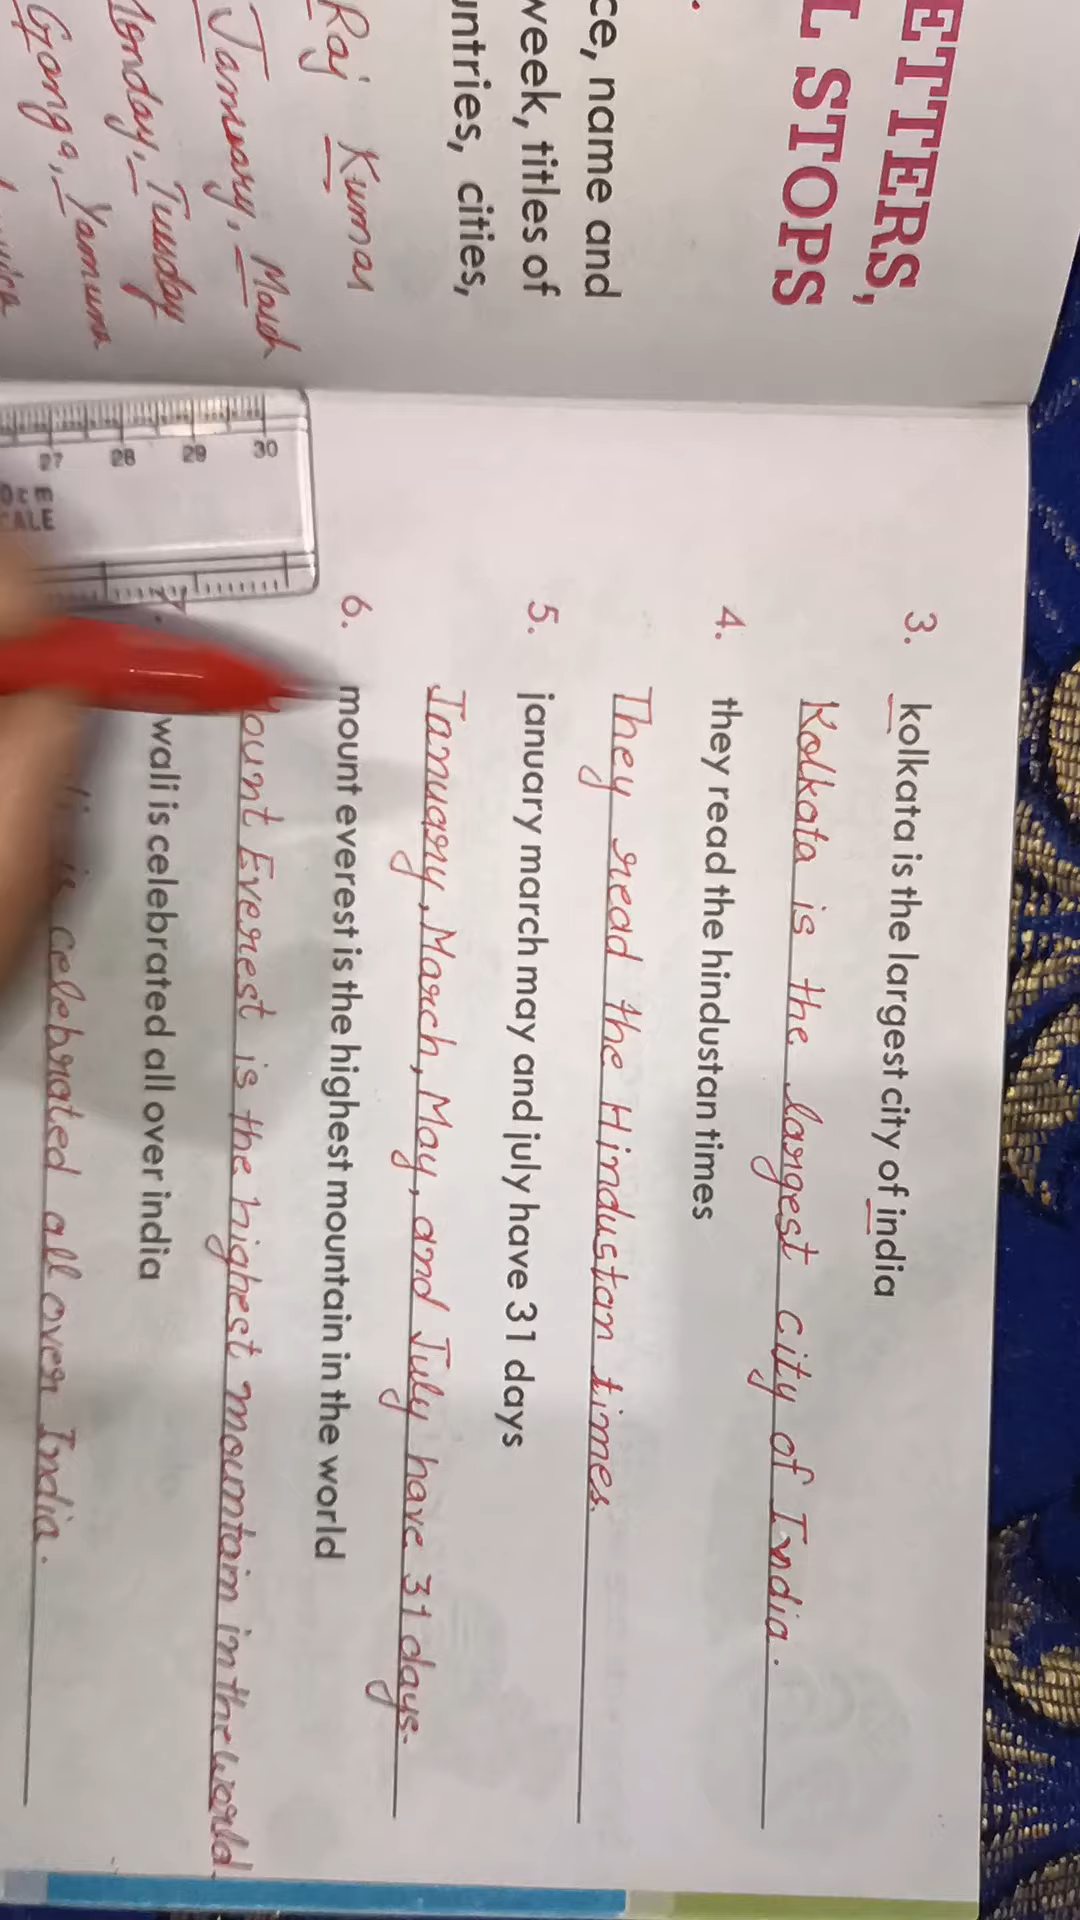 ETTERS,
L STOPS
ce, name and
week, titles of
untries, cities,
Raj Kumar
January, March
Tuesday
Ganga, Yamuna
27 28 29 30
3. kolkata is the largest city of india
Kolkata is the largest city of India.
4. they read the hindustan times
They read the Hindustan times.
5. january march may and july have 31 days
January, March, May, and July have 31 days.
6. mount everest is the highest mountain in the world
ount Everest is the highest mountain in the world.
wali is celebrated all over india
is celebrated all over India.